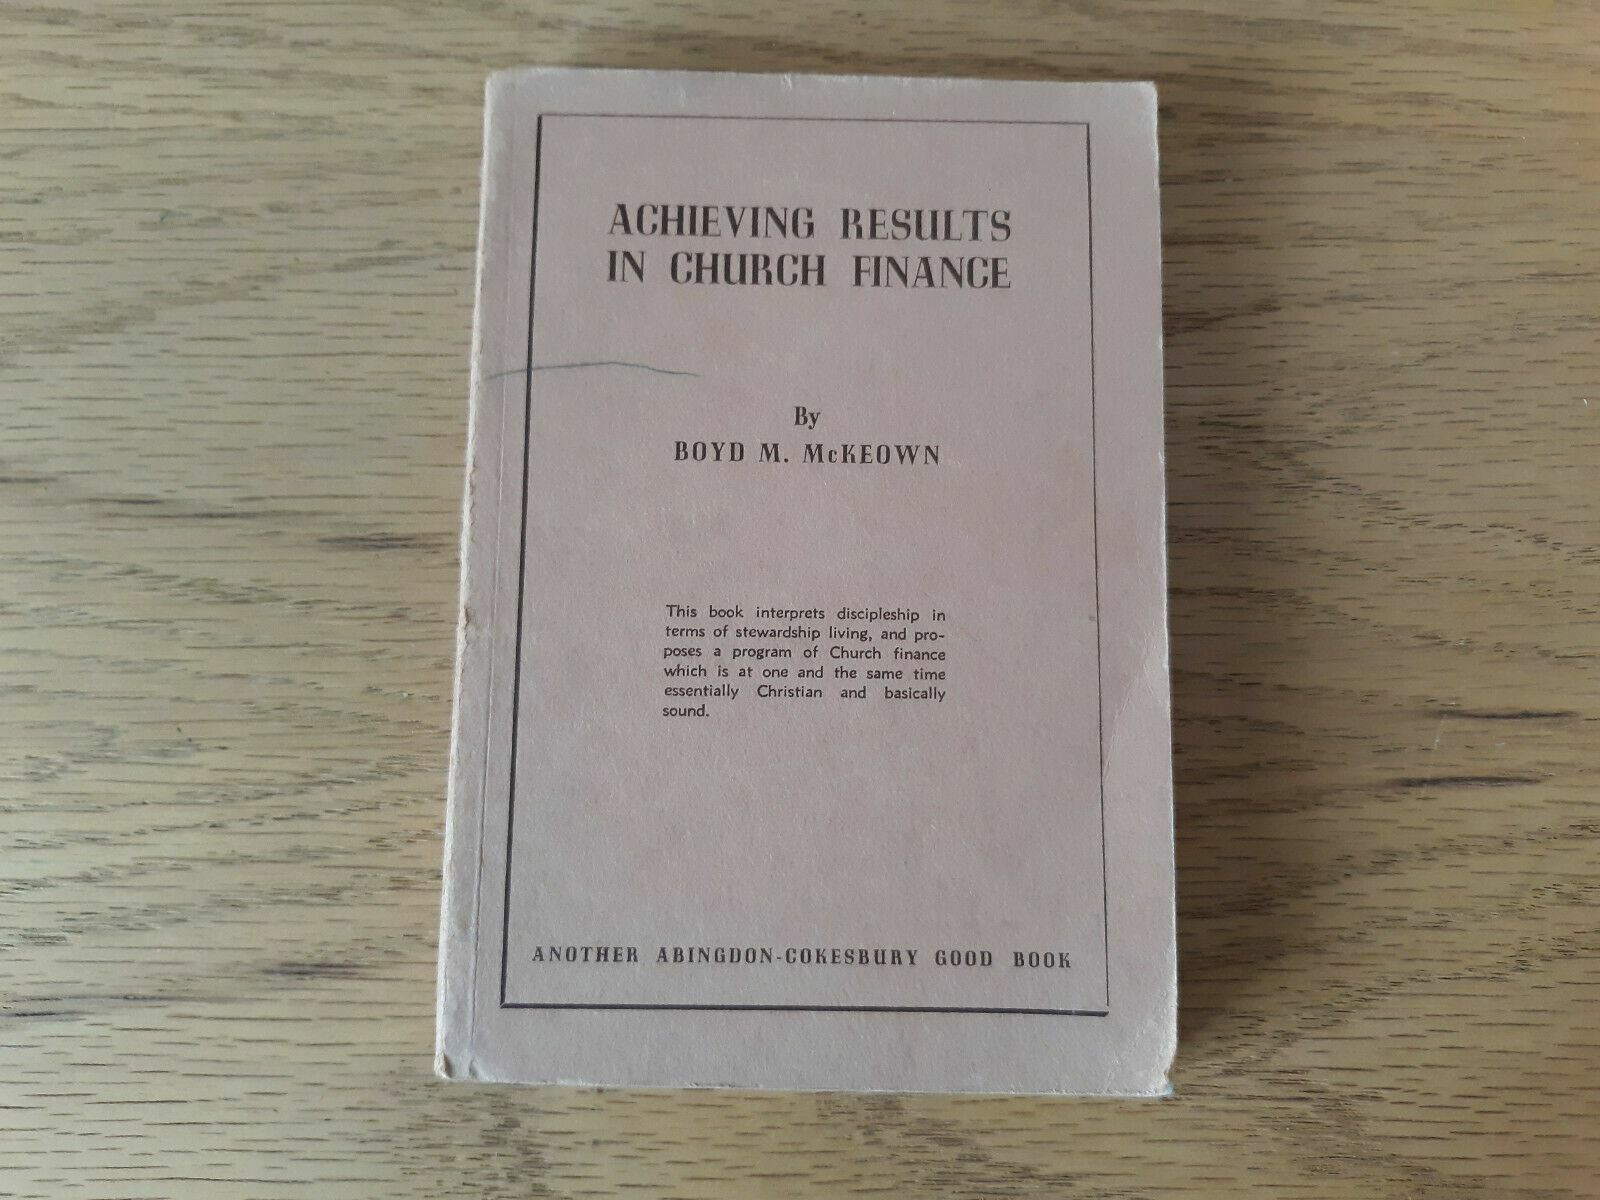 ACHIEVING RESULTS
IN CHURCH FINANCE
By
BOYD M. McKEOWN
This book interprets discipleship in
terms of stewardship living, and pro-
poses a program of Church finance
which is at one and the same time
essentially Christian and basically
sound.
ANOTHER ABINGDON-COKESBURY GOOD BOOK